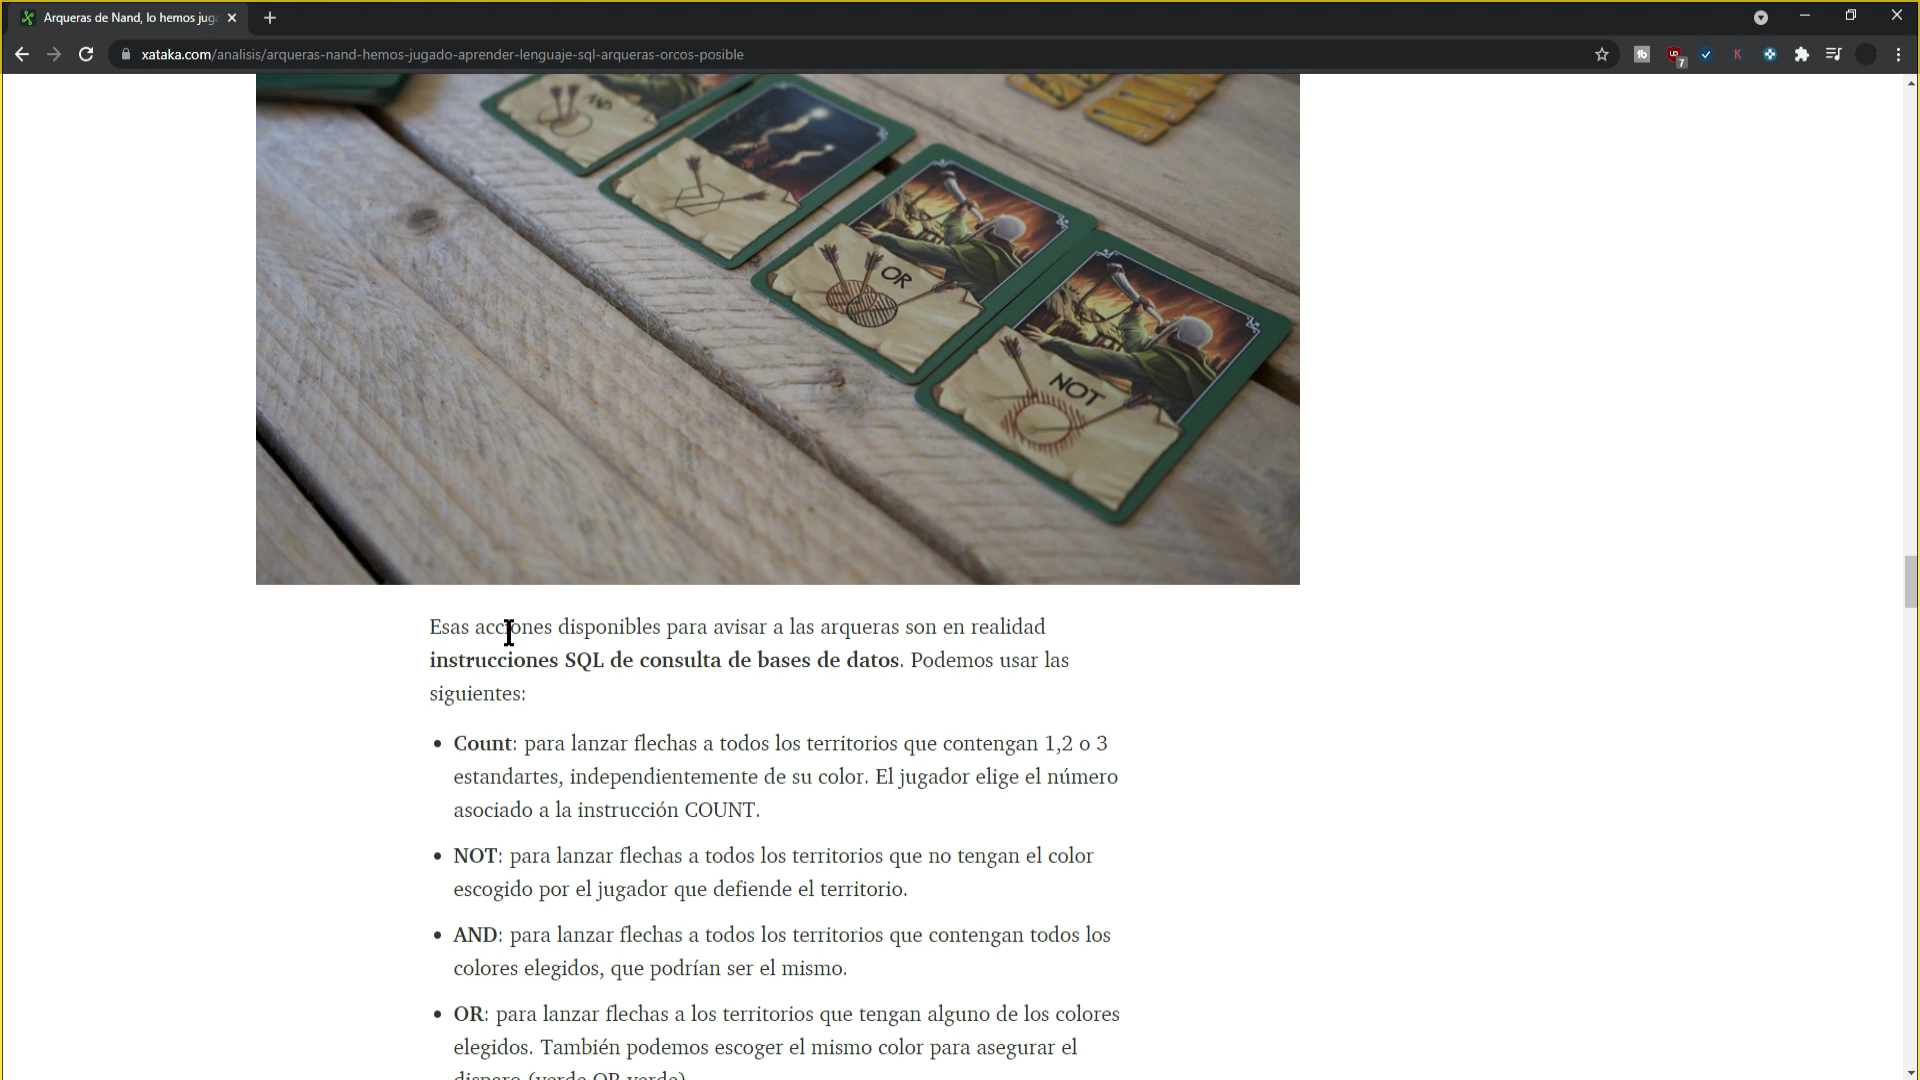 Arqueras de Nand, lo hemos jug
xataka.com/analisis/arqueras-nand-hemos-jugado-aprender-lenguaje-sql-arqueras-orcos-posible
7
K
AND
OR
NOT
Esas acciones disponibles para avisar a las arqueras son en realidad
instrucciones SQL de consulta de bases de datos. Podemos usar las
siguientes:
• Count: para lanzar flechas a todos los territorios que contengan 1,2 o 3
estandartes, independientemente de su color. El jugador elige el número
asociado a la instrucción COUNT.
• NOT: para lanzar flechas a todos los territorios que no tengan el color
escogido por el jugador que defiende el territorio.
• AND: para lanzar flechas a todos los territorios que contengan todos los
colores elegidos, que podrían ser el mismo.
• OR: para lanzar flechas a los territorios que tengan alguno de los colores
elegidos. También podemos escoger el mismo color para asegurar el
disparo (verde OR verde)